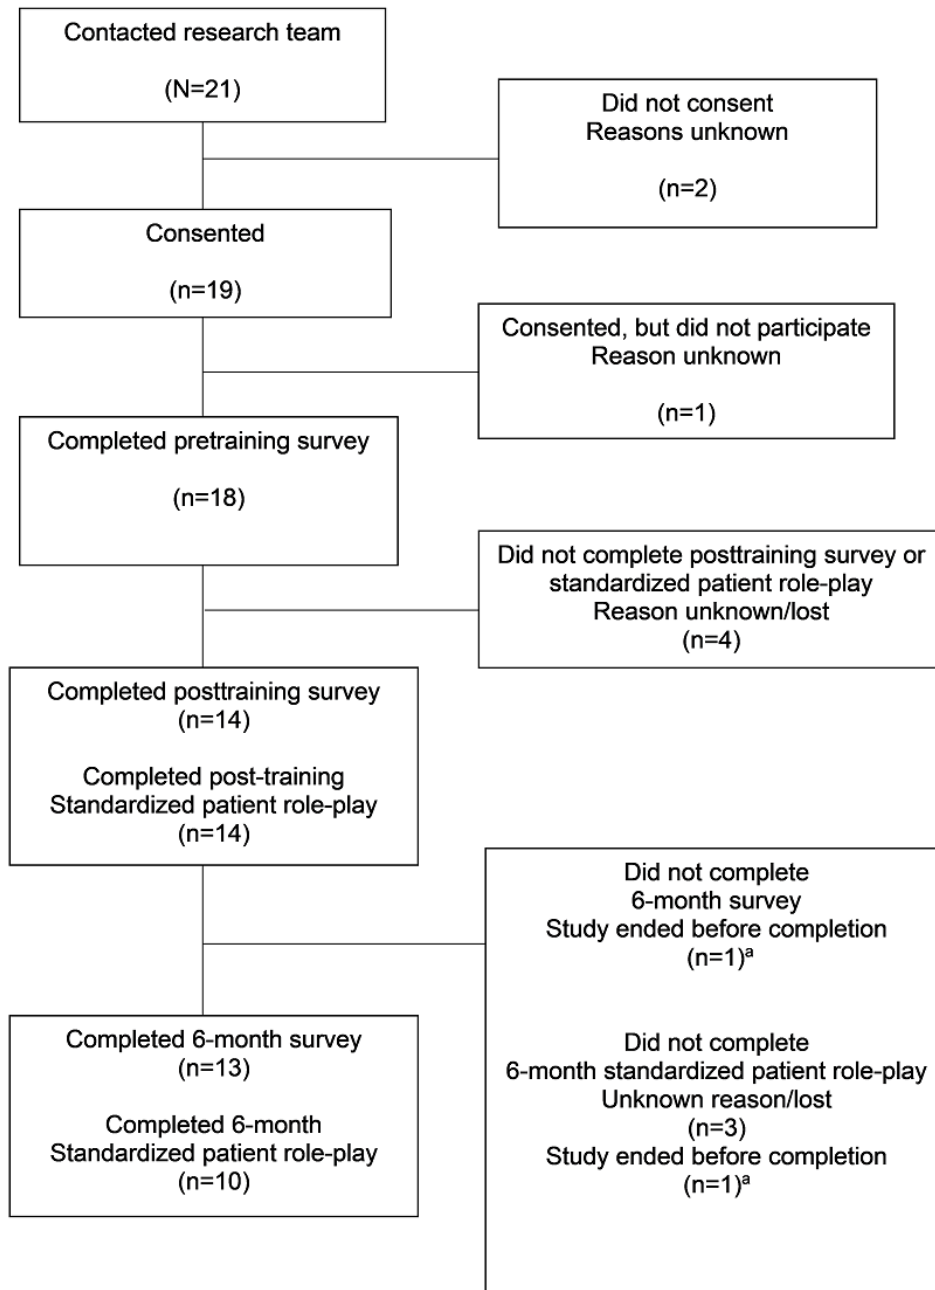 Contacted research team
(N=21)
Did not consent
Reasons unknown
(n=2)
Consented
(n=19)
Consented, but did not participate
Reason unknown
(n=1)
Completed pretraining survey
(n=18)
Did not complete posttraining survey or
standardized patient role-play
Reason unknown/lost
(n=4)
Completed posttraining survey
(n=14)
Completed post-training
Standardized patient role-play
(n=14)
Did not complete
6-month survey
Study ended before completion
(n=1)ᵃ
Did not complete
6-month standardized patient role-play
Unknown reason/lost
(n=3)
Study ended before completion
(n=1)ᵃ
Completed 6-month survey
(n=13)
Completed 6-month
Standardized patient role-play
(n=10)